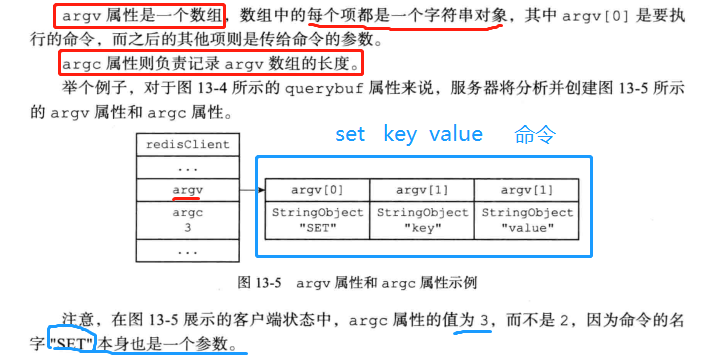 argv 属性是一个数组，数组中的每个项都是一个字符串对象，其中 argv[0] 是要执
行的命令，而之后的其他项则是传给命令的参数。
argc 属性则负责记录 argv 数组的长度。
举个例子，对于图 13-4 所示的 querybuf 属性来说，服务器将分析并创建图 13-5 所示
的 argv 属性和 argc 属性。
set key value 命令
redisClient
...
argv
argc
3
...
argv[0] argv[1] argv[1]
StringObject StringObject StringObject
"SET" "key" "value"
图 13-5 argv 属性和 argc 属性示例
注意，在图 13-5 展示的客户端状态中，argc 属性的值为 3，而不是 2，因为命令的名
字 "SET" 本身也是一个参数。